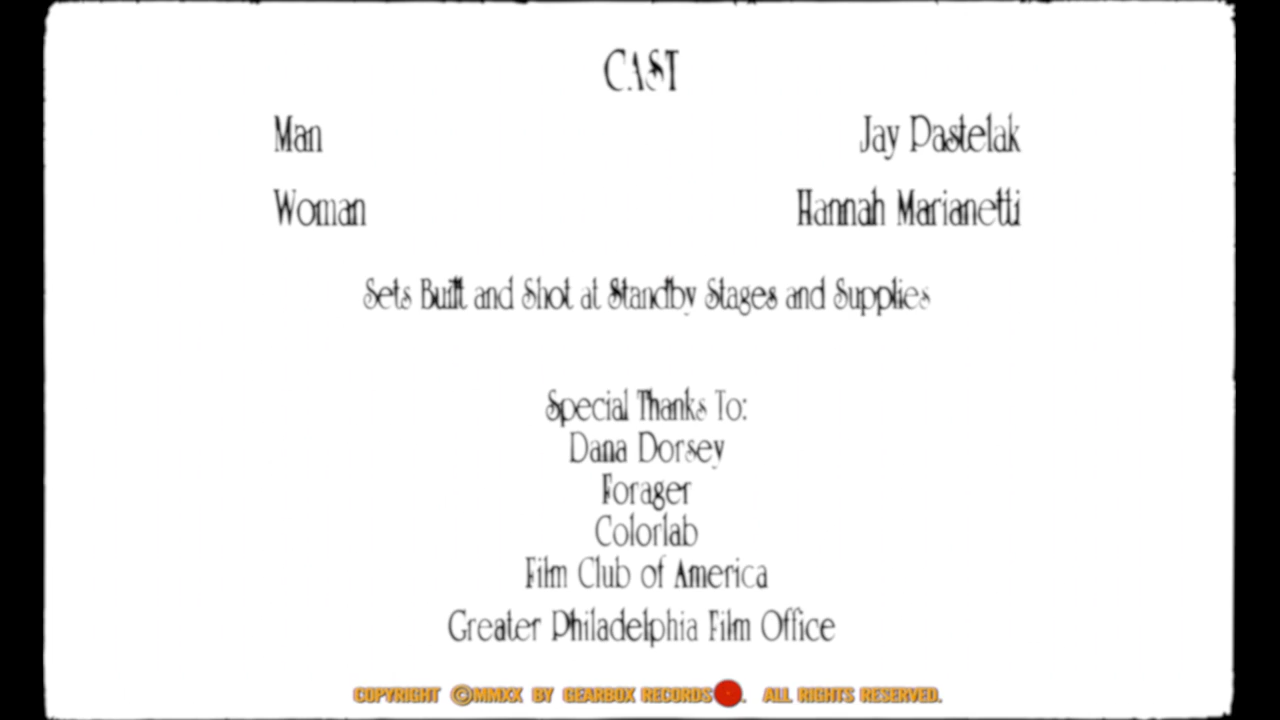 CAST
Man Jay Pastelak
Woman Hannah Marianetti
Sets Built and Shot at Standby Stages and Supplies
Special Thanks To:
Dana Dorsey
Forager
Colorlab
Film Club of America
Greater Philadelphia Film Office
COPYRIGHT ©MMXX BY GEARBOX RECORDS. ALL RIGHTS RESERVED.